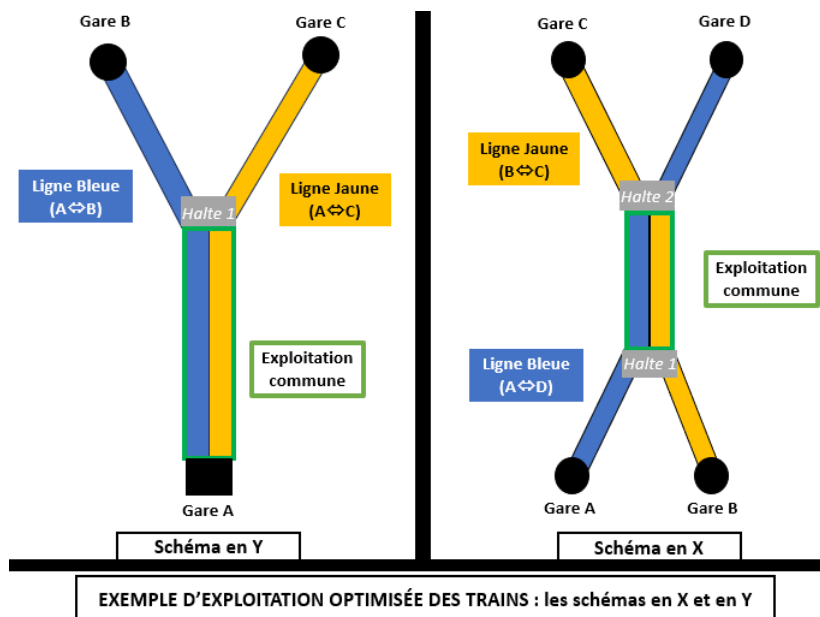 Gare B
Gare C
Ligne Bleue
(A⇔B)
Halte 1
Ligne Jaune
(A⇔C)
Exploitation
commune
Gare A
Schéma en Y
Gare C
Gare D
Ligne Jaune
(B⇔C)
Halte 2
Exploitation
commune
Ligne Bleue
(A⇔D)
Halte 1
Gare A
Gare B
Schéma en X
EXEMPLE D'EXPLOITATION OPTIMISÉE DES TRAINS : les schémas en X et en Y